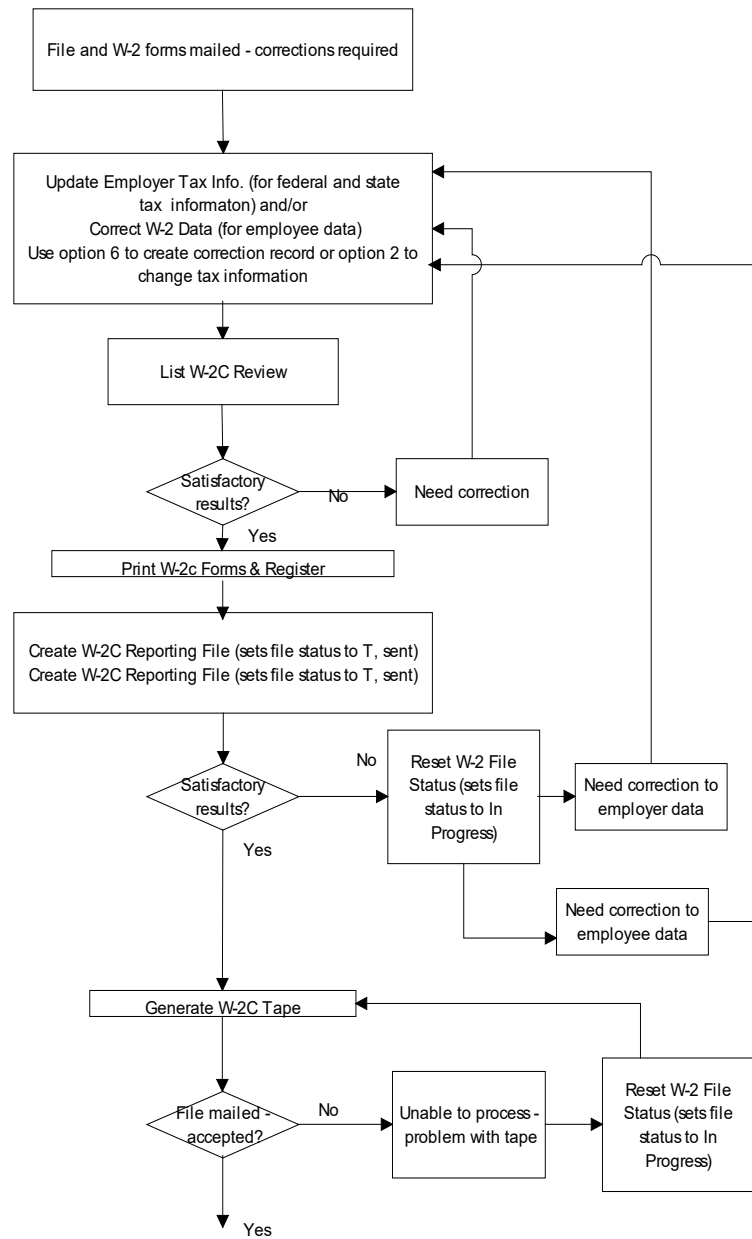 File and W-2 forms mailed - corrections required
Update Employer Tax Info. (for federal and state
tax informaton) and/or
Correct W-2 Data (for employee data)
Use option 6 to create correction record or option 2 to
change tax information
List W-2C Review
Satisfactory
results?
No
Need correction
Yes
Print W-2c Forms & Register
Create W-2C Reporting File (sets file status to T, sent)
Create W-2C Reporting File (sets file status to T, sent)
Satisfactory
results?
No
Reset W-2 File
Status (sets file
status to In
Progress)
Need correction to
employer data
Yes
Need correction to
employee data
Generate W-2C Tape
File mailed -
accepted?
No
Unable to process -
problem with tape
Reset W-2 File
Status (sets file
status to In
Progress)
Yes